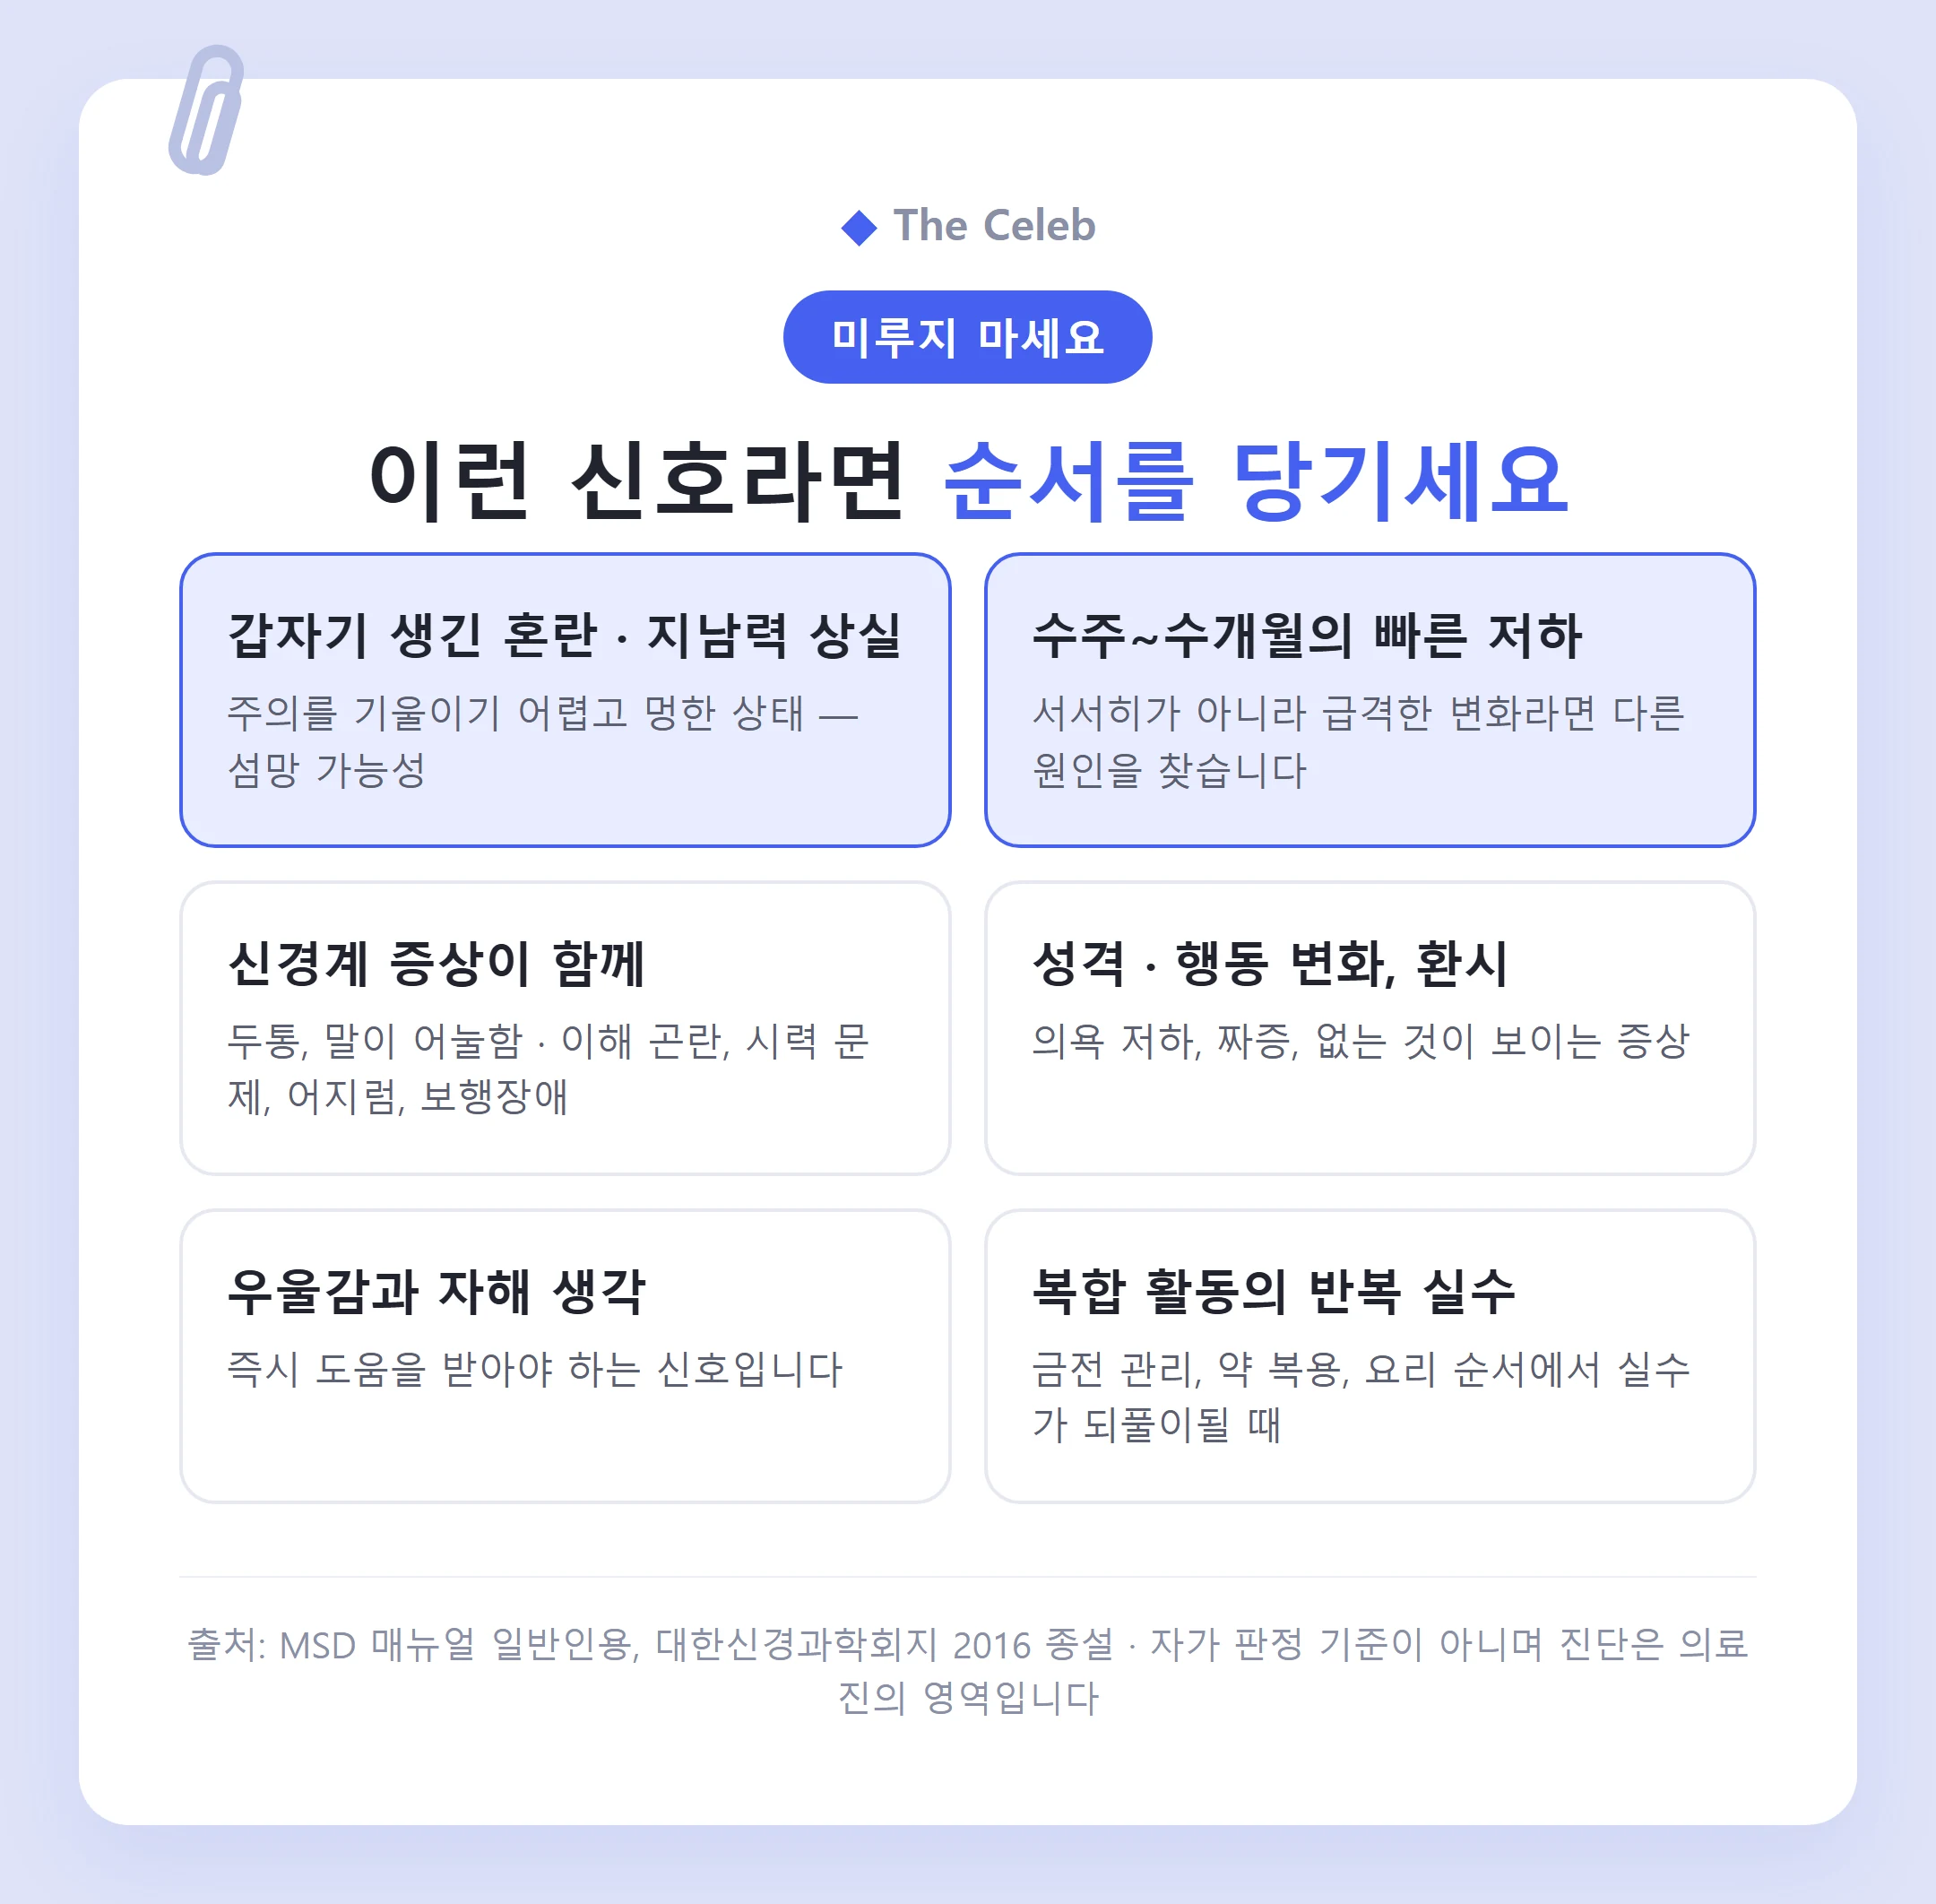 The Celeb
미루지 마세요
이런 신호라면 순서를 당기세요
갑자기 생긴 혼란 · 지남력 상실
주의를 기울이기 어렵고 멍한 상태 —
섬망 가능성
수주~수개월의 빠른 저하
서서히가 아니라 급격한 변화라면 다른
원인을 찾습니다
신경계 증상이 함께
두통, 말이 어눌함 · 이해 곤란, 시력 문
제, 어지럼, 보행장애
성격 · 행동 변화, 환시
의욕 저하, 짜증, 없는 것이 보이는 증상
우울감과 자해 생각
즉시 도움을 받아야 하는 신호입니다
복합 활동의 반복 실수
금전 관리, 약 복용, 요리 순서에서 실수
가 되풀이될 때
출처: MSD 매뉴얼 일반인용, 대한신경과학회지 2016 종설 · 자가 판정 기준이 아니며 진단은 의료
진의 영역입니다